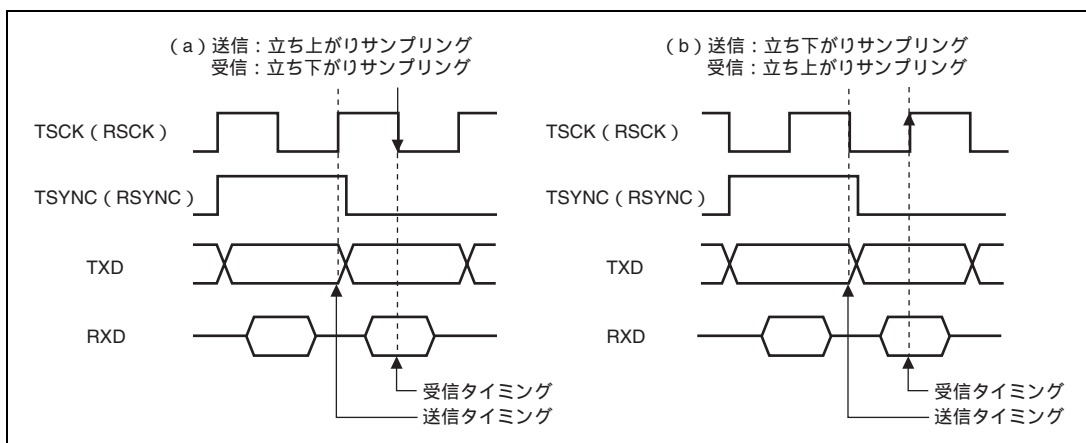 （a）送信：立ち上がりサンプリング
受信：立ち下がりサンプリング
TSCK（RSCK）
TSYNC（RSYNC）
TXD
RXD
受信タイミング
送信タイミング
（b）送信：立ち下がりサンプリング
受信：立ち上がりサンプリング
TSCK（RSCK）
TSYNC（RSYNC）
TXD
RXD
受信タイミング
送信タイミング